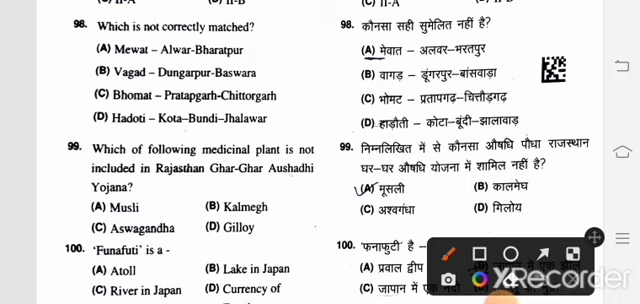 98. Which is not correctly matched?
(A) Mewat – Alwar-Bharatpur
(B) Vagad – Dungarpur-Baswara
(C) Bhomat – Pratapgarh-Chittorgarh
(D) Hadoti – Kota-Bundi-Jhalawar
99. Which of following medicinal plant is not
included in Rajasthan Ghar-Ghar Aushadhi
Yojana?
(A) Musli (B) Kalmegh
(C) Aswagandha (D) Gilloy
100. 'Funafuti' is a -
(A) Atoll (B) Lake in Japan
(C) River in Japan (D) Currency of
98. कौनसा सही सुमेलित नहीं है?
(A) मेवात – अलवर-भरतपुर
(B) वागड़ – डूंगरपुर-बांसवाड़ा
(C) भोमट – प्रतापगढ़-चित्तौड़गढ़
(D) हाड़ौती – कोटा-बूंदी-झालावाड़
99. निम्नलिखित में से कौनसा औषधि पौधा राजस्थान
घर-घर औषधि योजना में शामिल नहीं है?
(A) मूसली (B) कालमेघ
(C) अश्वगंधा (D) गिलोय
100. 'फनाफुटी' है –
(A) प्रवाल द्वीप
(C) जापान में एक नदी
XRecorder